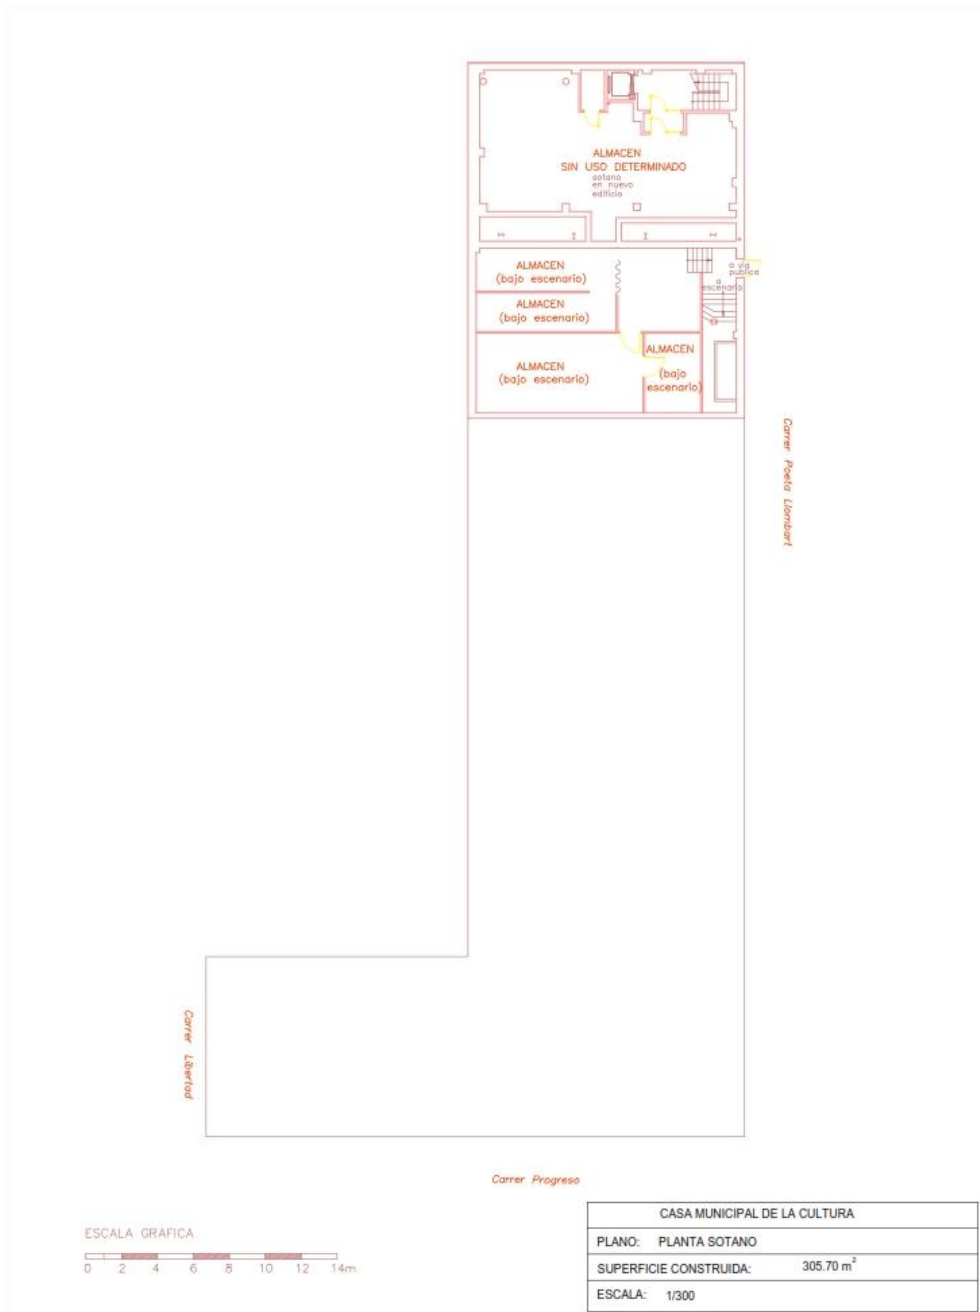 ALMACEN
SIN USO DETERMINADO
sotano
en nuevo
edificio
ALMACEN
(bajo escenario)
a via
publica
a
escenario
ALMACEN
(bajo escenario)
ALMACEN
(bajo escenario)
ALMACEN
(bajo
escenario)
Carrer Poeta Llombart
Carrer Llibertad
Carrer Progreso
ESCALA GRAFICA
0 2 4 6 8 10 12 14m
CASA MUNICIPAL DE LA CULTURA
PLANO: PLANTA SOTANO
SUPERFICIE CONSTRUIDA: 305.70 m²
ESCALA: 1/300